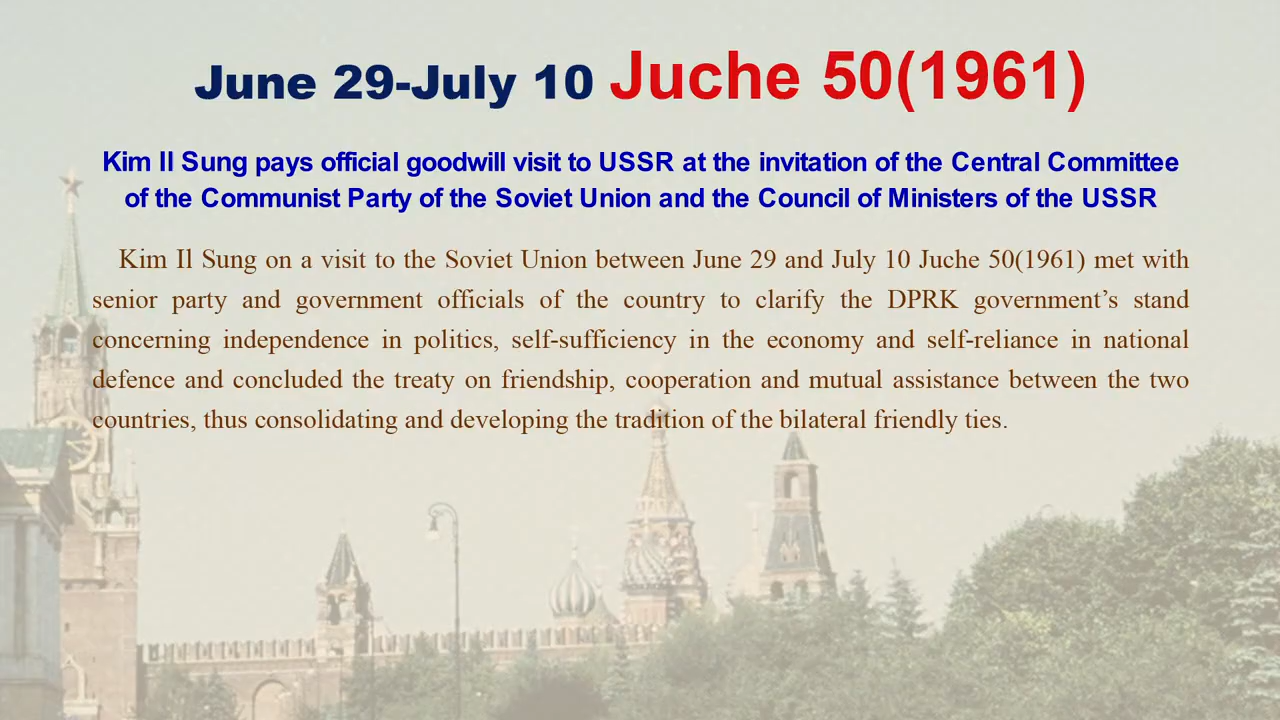 June 29-July 10 Juche 50(1961)
Kim Il Sung pays official goodwill visit to USSR at the invitation of the Central Committee
of the Communist Party of the Soviet Union and the Council of Ministers of the USSR
Kim Il Sung on a visit to the Soviet Union between June 29 and July 10 Juche 50(1961) met with
senior party and government officials of the country to clarify the DPRK government’s stand
concerning independence in politics, self-sufficiency in the economy and self-reliance in national
defence and concluded the treaty on friendship, cooperation and mutual assistance between the two
countries, thus consolidating and developing the tradition of the bilateral friendly ties.